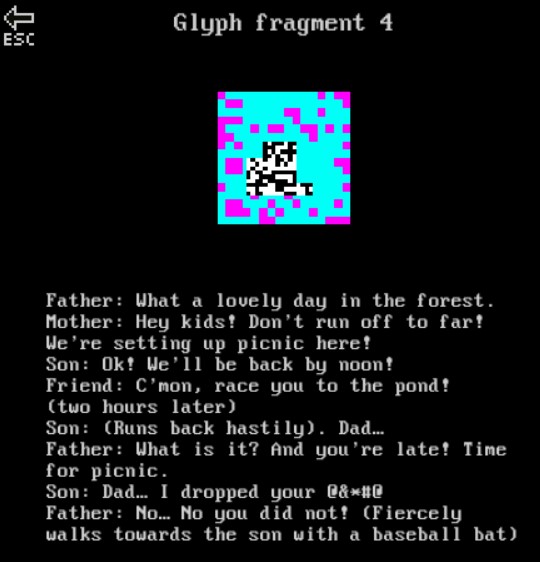 Glyph fragment 4
ESC
Father: What a lovely day in the forest.
Mother: Hey kids! Don't run off to far!
We're setting up picnic here!
Son: Ok! We'll be back by noon!
Friend: C'mon, race you to the pond!
(two hours later)
Son: (Runs back hastily). Dad…
Father: What is it? And you're late! Time
for picnic.
Son: Dad… I dropped your @&*#@
Father: No… No you did not! (Fiercely
walks towards the son with a baseball bat)